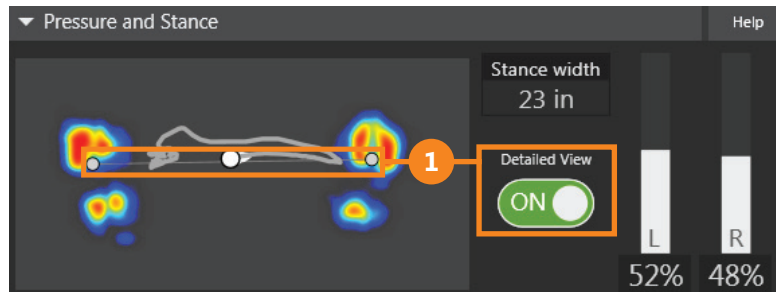 Pressure and Stance
Help
Stance width
23 in
1
Detailed View
ON
L
R
52%
48%